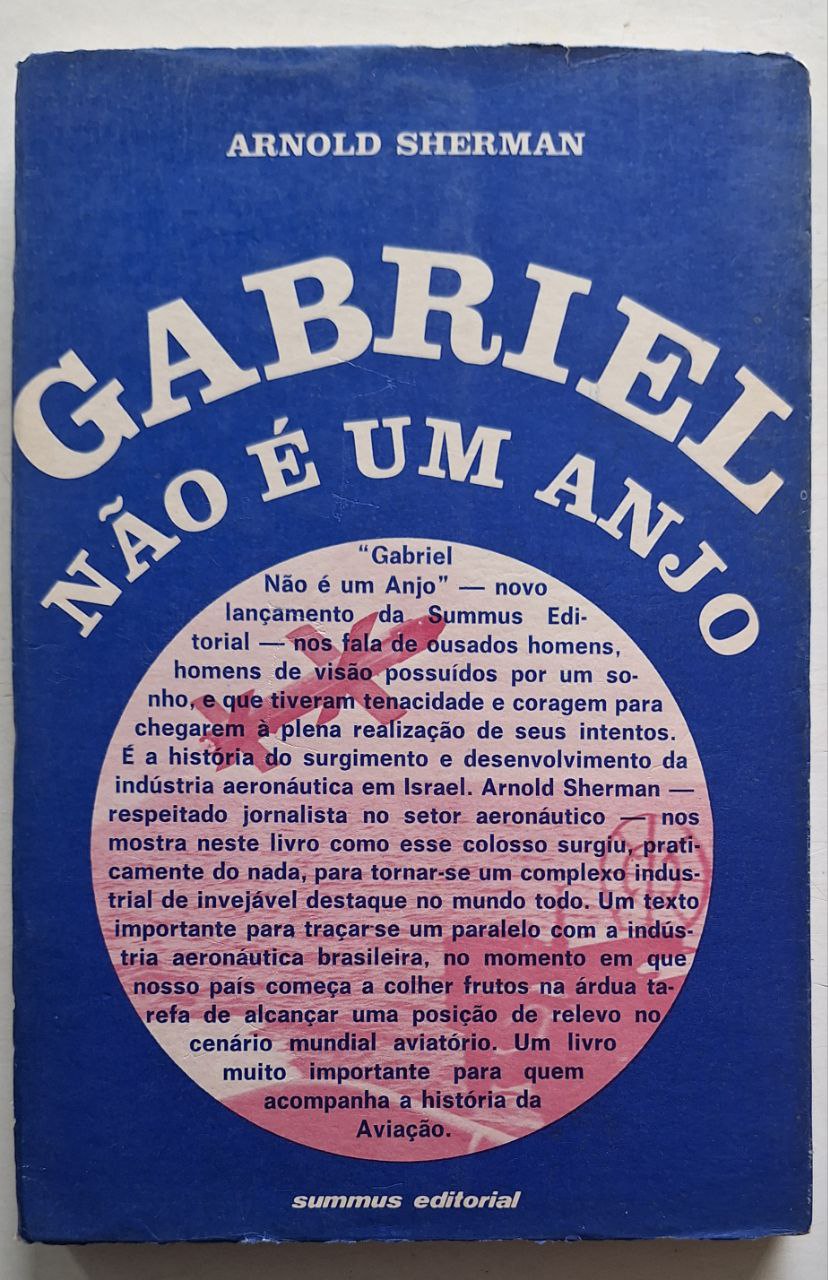 ARNOLD SHERMAN
GABRIEL
NÃO É UM ANJO
"Gabriel
Não é um Anjo" — novo
lançamento da Summus Edi-
torial — nos fala de ousados homens,
homens de visão possuídos por um so-
nho, e que tiveram tenacidade e coragem para
chegarem à plena realização de seus intentos.
É a história do surgimento e desenvolvimento da
indústria aeronáutica em Israel. Arnold Sherman —
respeitado jornalista no setor aeronáutico — nos
mostra neste livro como esse colosso surgiu, prati-
camente do nada, para tornar-se um complexo indus-
trial de invejável destaque no mundo todo. Um texto
importante para traçar-se um paralelo com a indús-
tria aeronáutica brasileira, no momento em que
nosso país começa a colher frutos na árdua ta-
refa de alcançar uma posição de relevo no
cenário mundial aviatório. Um livro
muito importante para quem
acompanha a história da
Aviação.
summus editorial